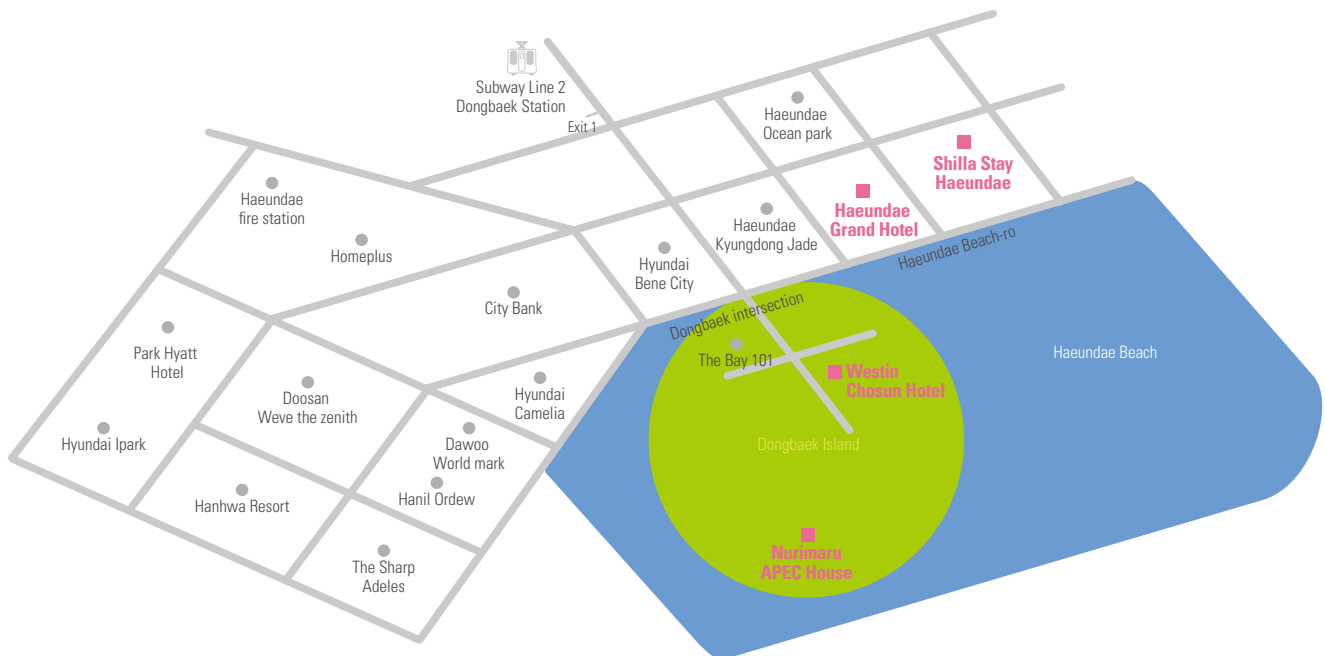 Subway Line 2
Dongbaek Station
Exit 1
Haeundae
Ocean park
Shilla Stay
Haeundae
Haeundae
fire station
Homeplus
Haeundae
Kyungdong Jade
Haeundae
Grand Hotel
Haeundae Beach-ro
Hyundai
Bene City
City Bank
Dongbaek intersection
The Bay 101
Haeundae Beach
Park Hyatt
Hotel
Westin
Chosun Hotel
Doosan
Weve the zenith
Hyundai
Camelia
Hyundai Ipark
Dawoo
World mark
Dongbaek Island
Hanhwa Resort
Hanil Ordew
Nurimaru
APEC House
The Sharp
Adeles